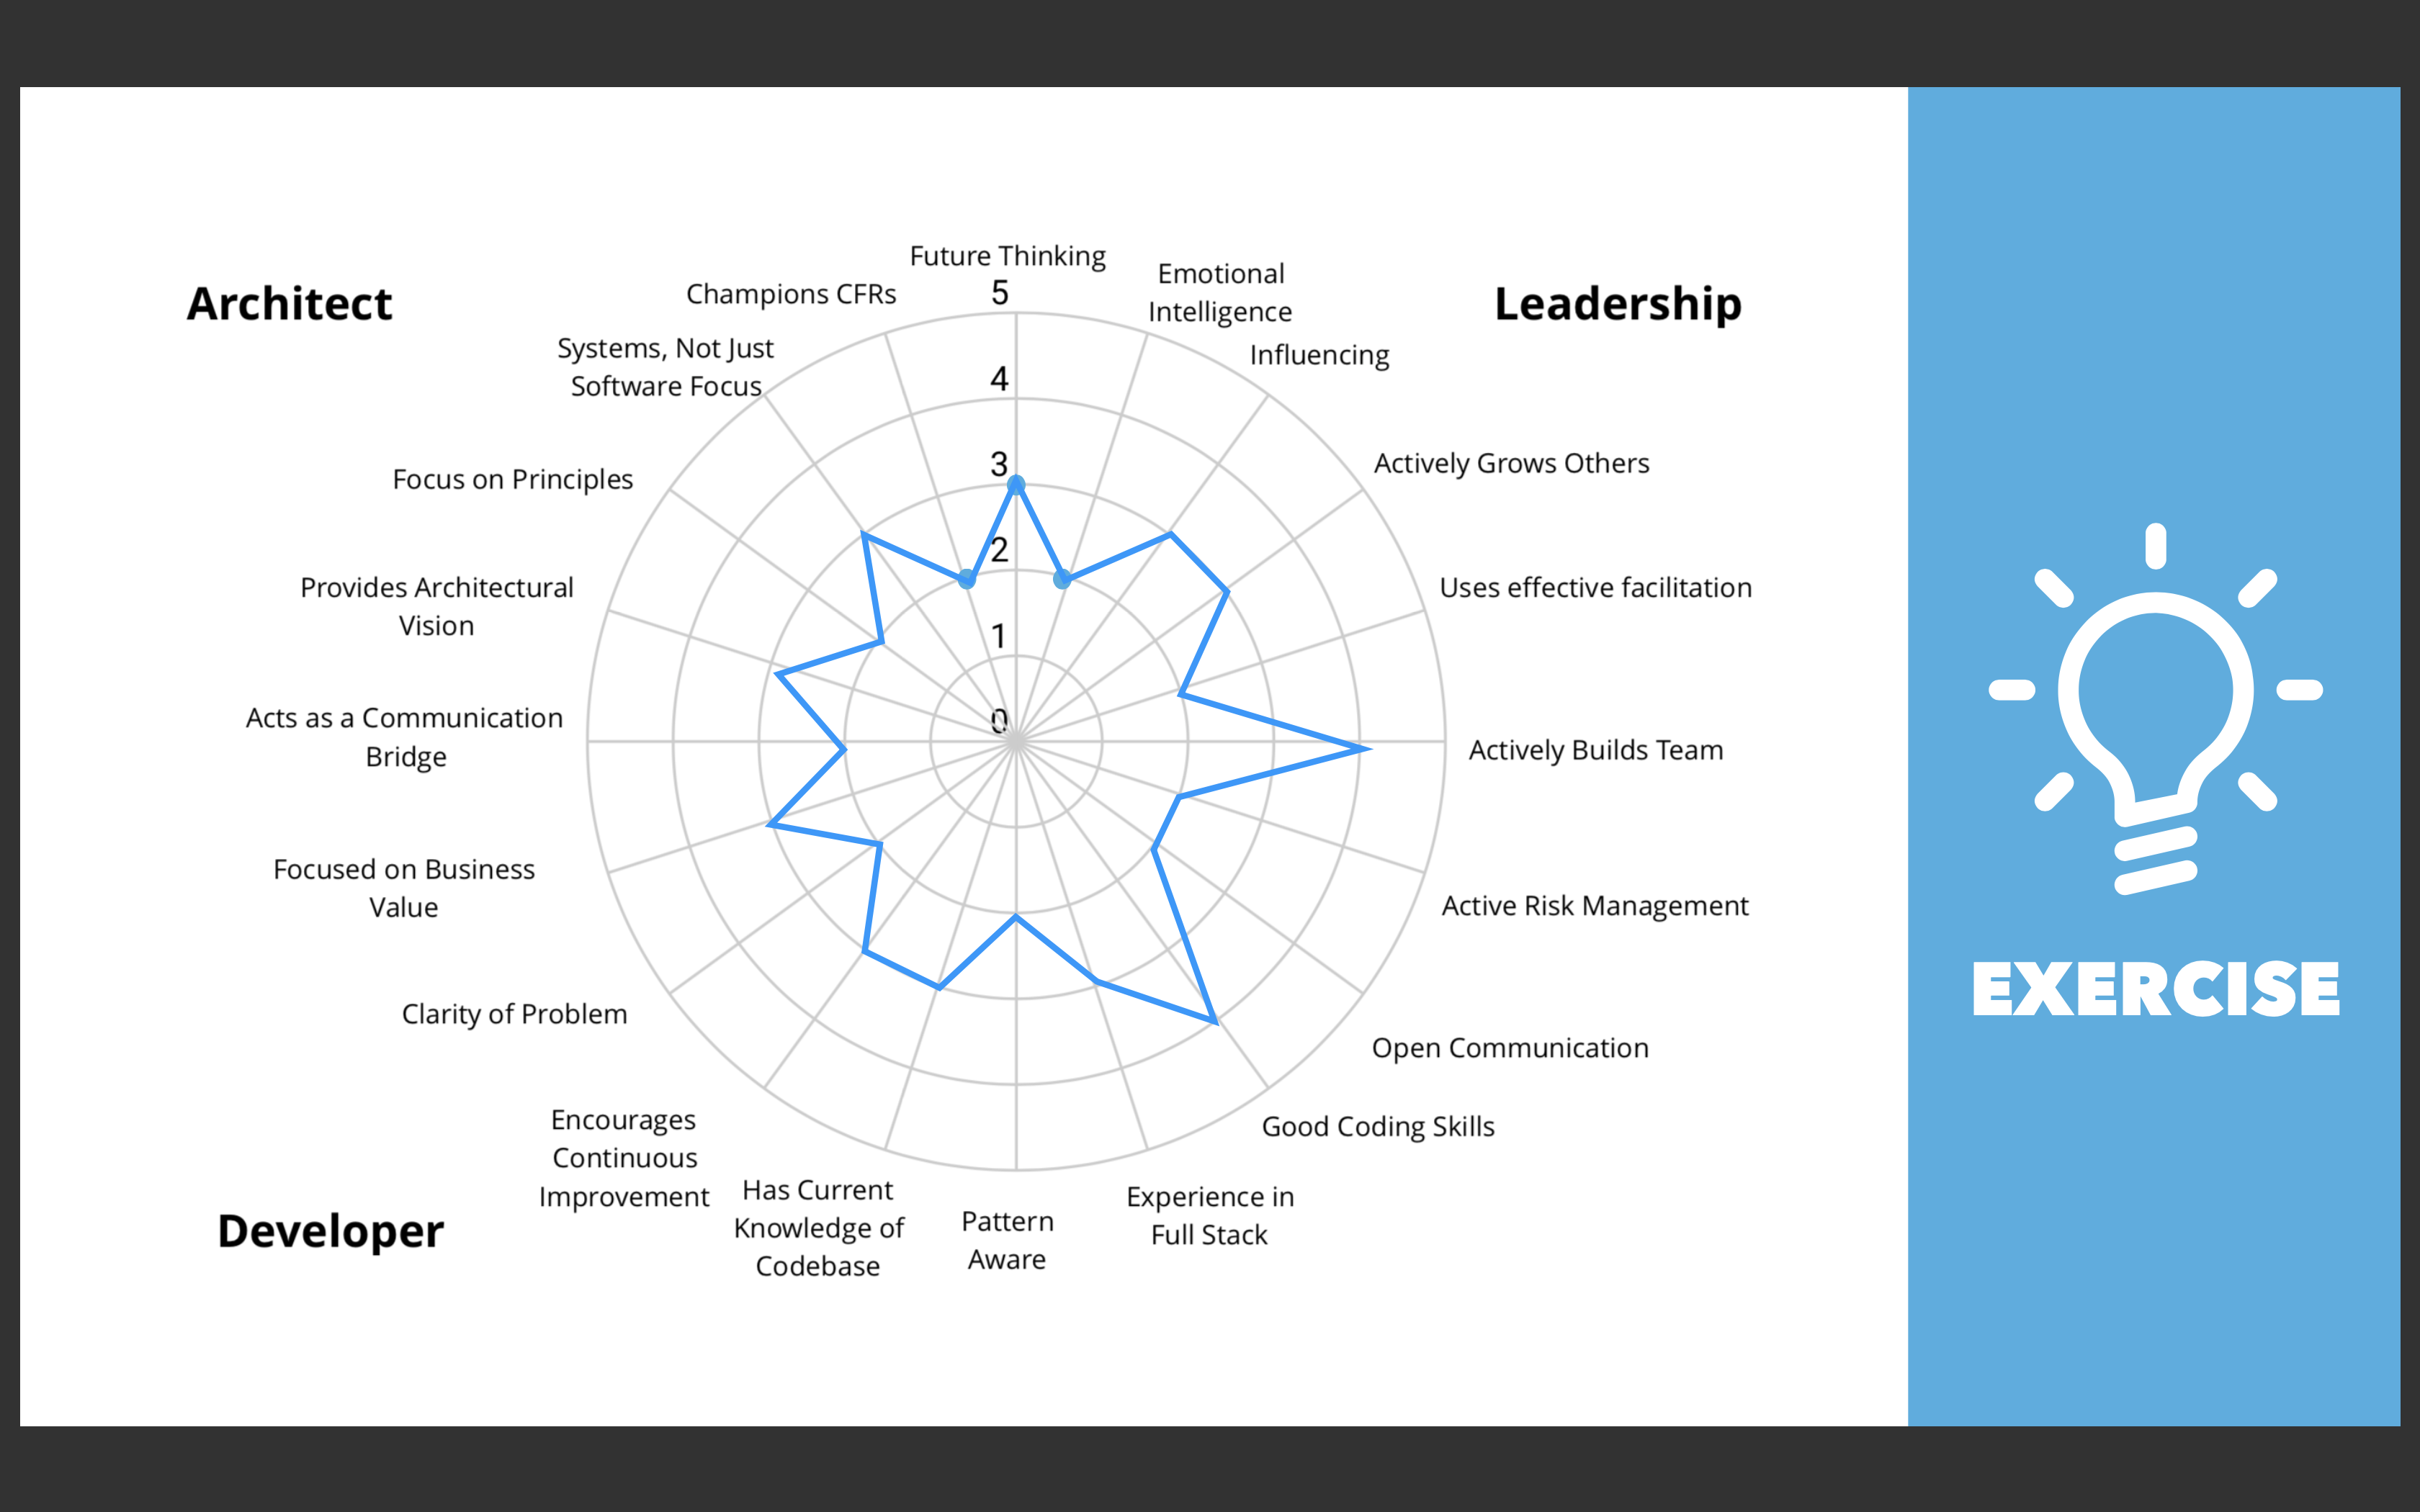 Architect
Leadership
Future Thinking
5
4
3
2
1
0
Emotional
Intelligence
Influencing
Actively Grows Others
Uses effective facilitation
Actively Builds Team
Active Risk Management
Open Communication
Good Coding Skills
Experience in
Full Stack
Pattern
Aware
Has Current
Knowledge of
Codebase
Encourages
Continuous
Improvement
Clarity of Problem
Focused on Business
Value
Acts as a Communication
Bridge
Provides Architectural
Vision
Focus on Principles
Systems, Not Just
Software Focus
Champions CFRs
Developer
EXERCISE